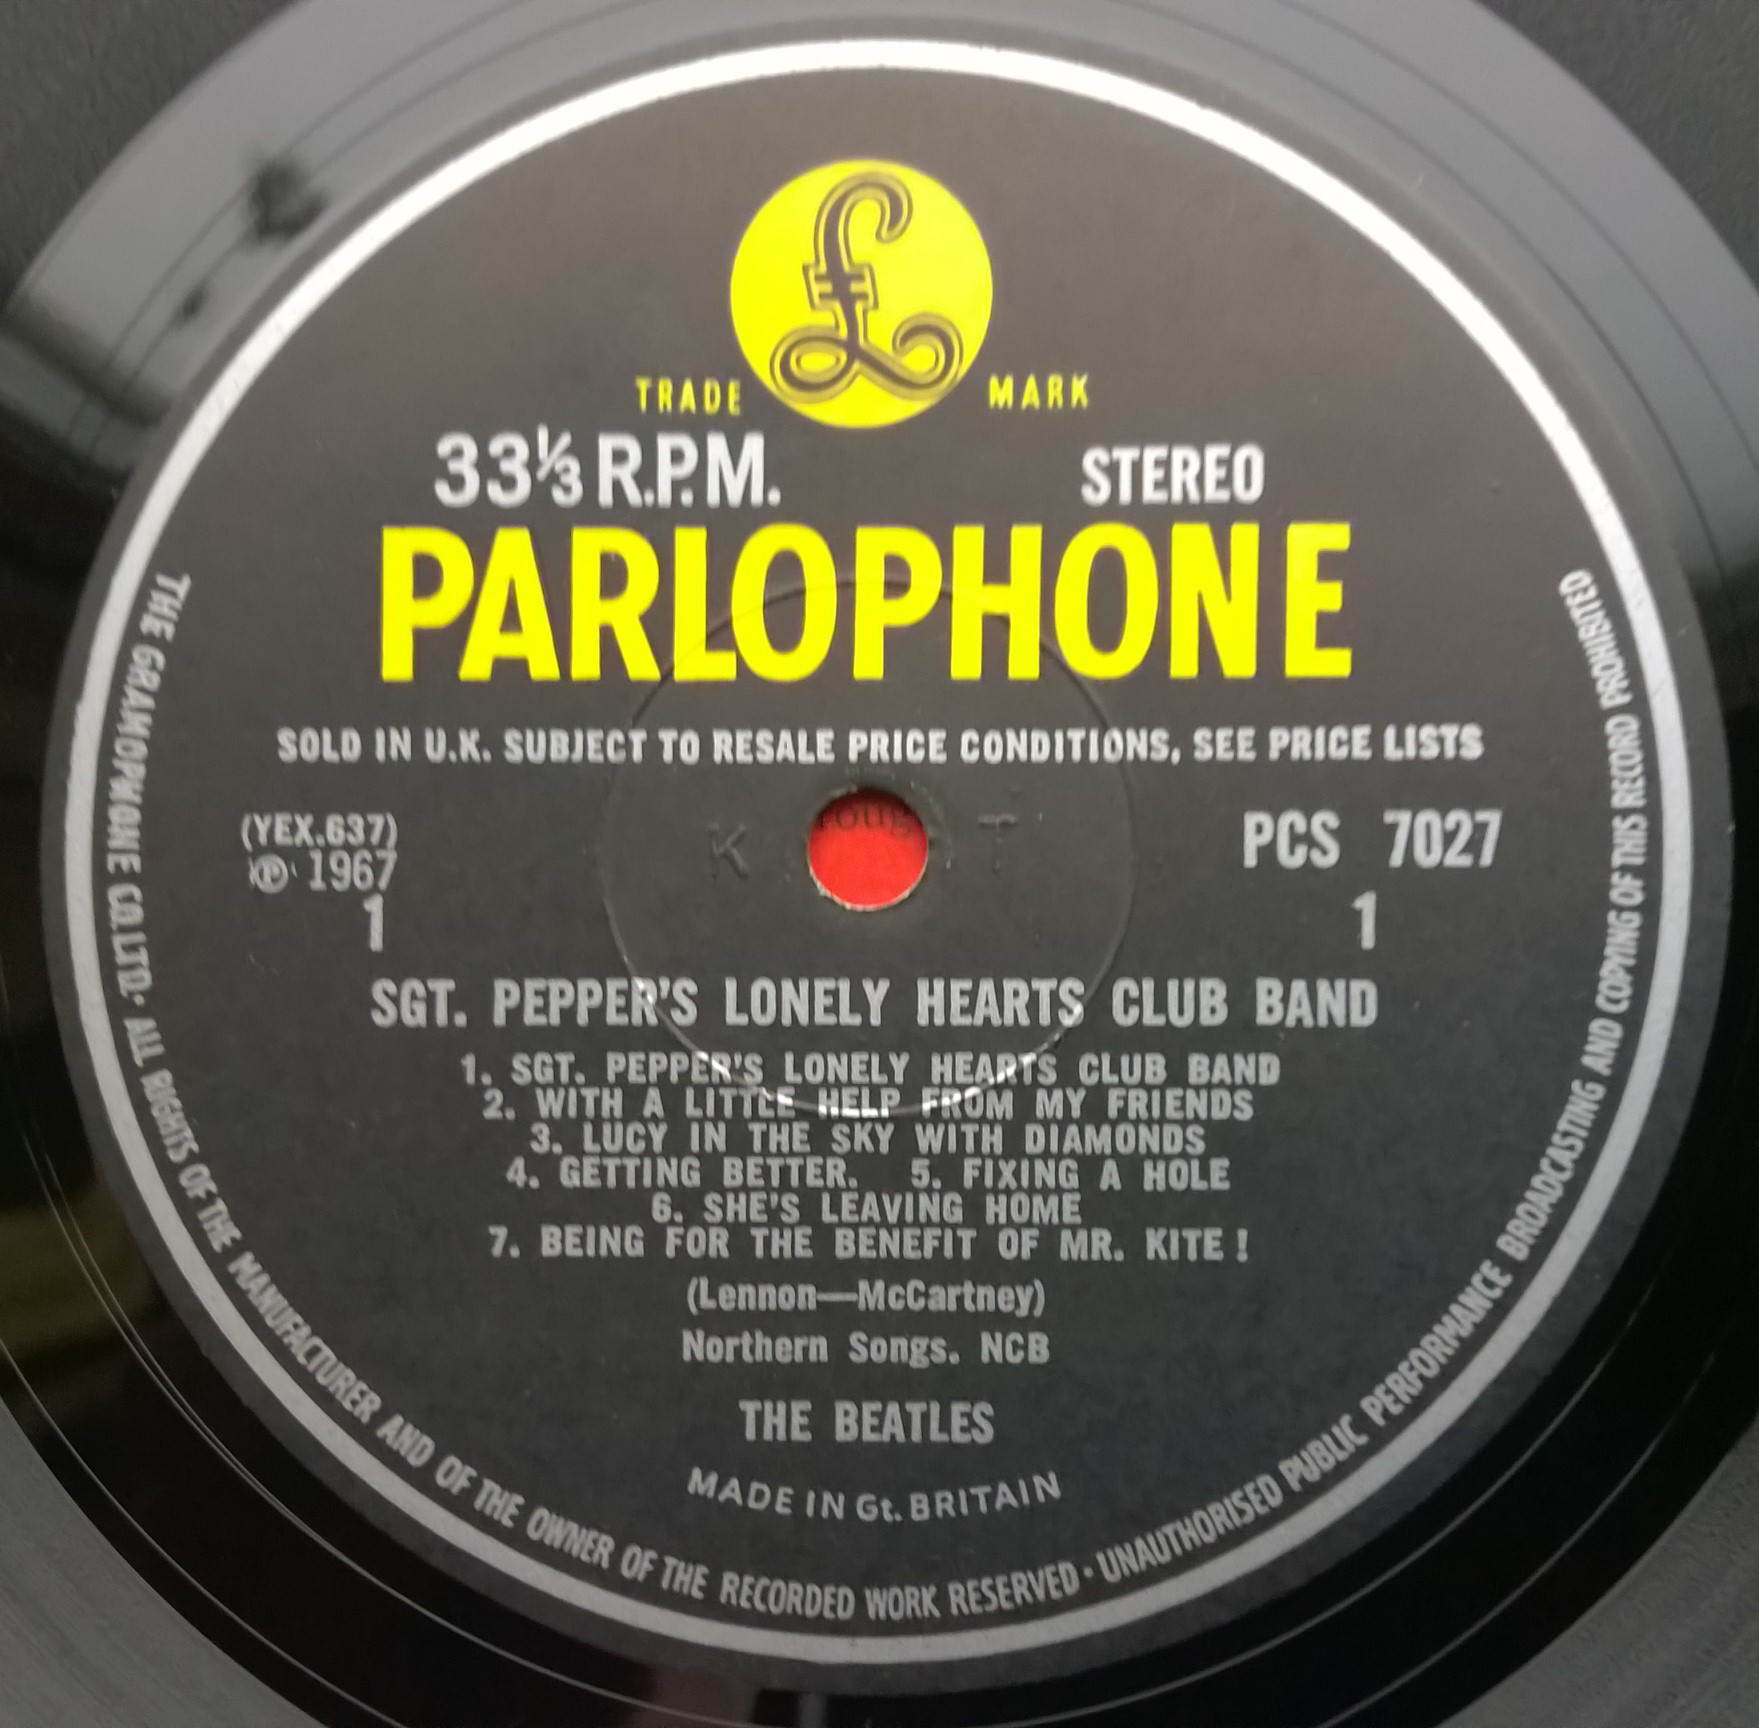 £
TRADE MARK
33⅓ R.P.M. STEREO
PARLOPHONE
SOLD IN U.K. SUBJECT TO RESALE PRICE CONDITIONS, SEE PRICE LISTS
(YEX.637) PCS 7027
℗ 1967
1 1
K T
SGT. PEPPER'S LONELY HEARTS CLUB BAND
1. SGT. PEPPER'S LONELY HEARTS CLUB BAND
2. WITH A LITTLE HELP FROM MY FRIENDS
3. LUCY IN THE SKY WITH DIAMONDS
4. GETTING BETTER. 5. FIXING A HOLE
6. SHE'S LEAVING HOME
7. BEING FOR THE BENEFIT OF MR. KITE !
(Lennon—McCartney)
Northern Songs. NCB
THE BEATLES
MADE IN Gt. BRITAIN
THE GRAMOPHONE CO. LTD. · ALL RIGHTS OF THE MANUFACTURER AND OF THE OWNER OF THE RECORDED WORK RESERVED · UNAUTHORISED PUBLIC PERFORMANCE BROADCASTING AND COPYING OF THIS RECORD PROHIBITED